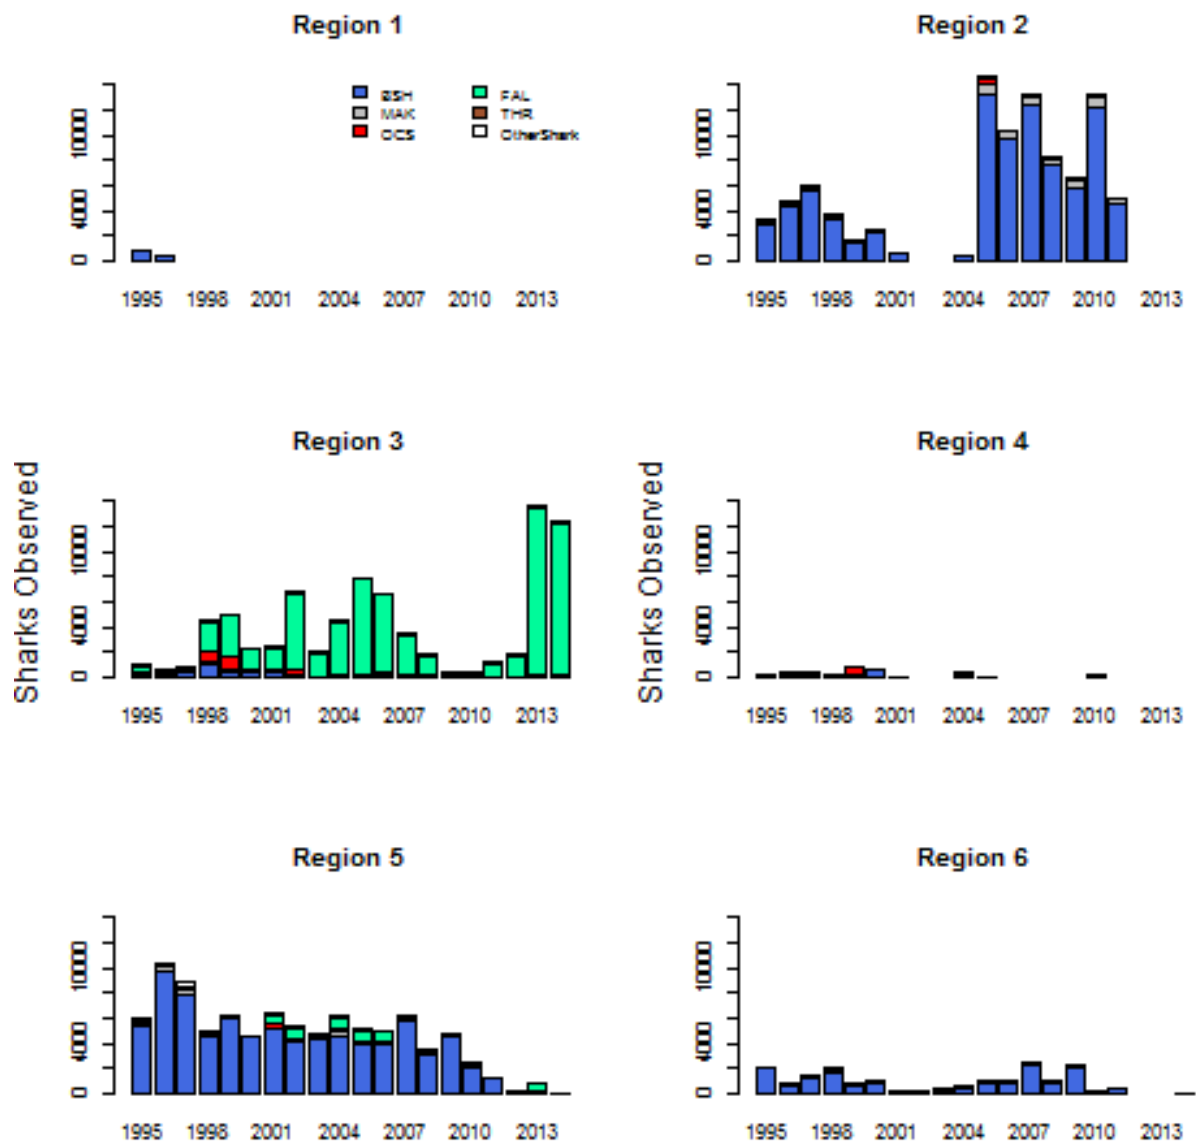 Region 1
Region 2
BSH FAL
MAK THR
OCS OtherShark
0 4000 10000
1995 1998 2001 2004 2007 2010 2013
0 4000 10000
1995 1998 2001 2004 2007 2010 2013
Region 3
Region 4
Sharks Observed
0 4000 10000
1995 1998 2001 2004 2007 2010 2013
Sharks Observed
0 4000 10000
1995 1998 2001 2004 2007 2010 2013
Region 5
Region 6
0 4000 10000
1995 1998 2001 2004 2007 2010 2013
0 4000 10000
1995 1998 2001 2004 2007 2010 2013